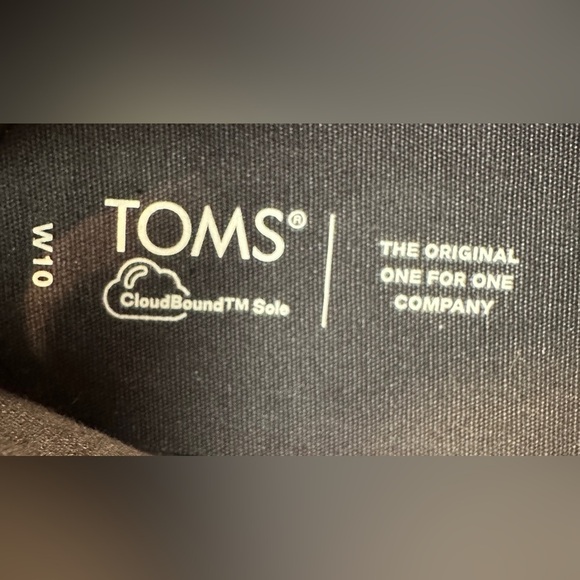 W10
TOMS®
CloudBound™ Sole
THE ORIGINAL
ONE FOR ONE
COMPANY